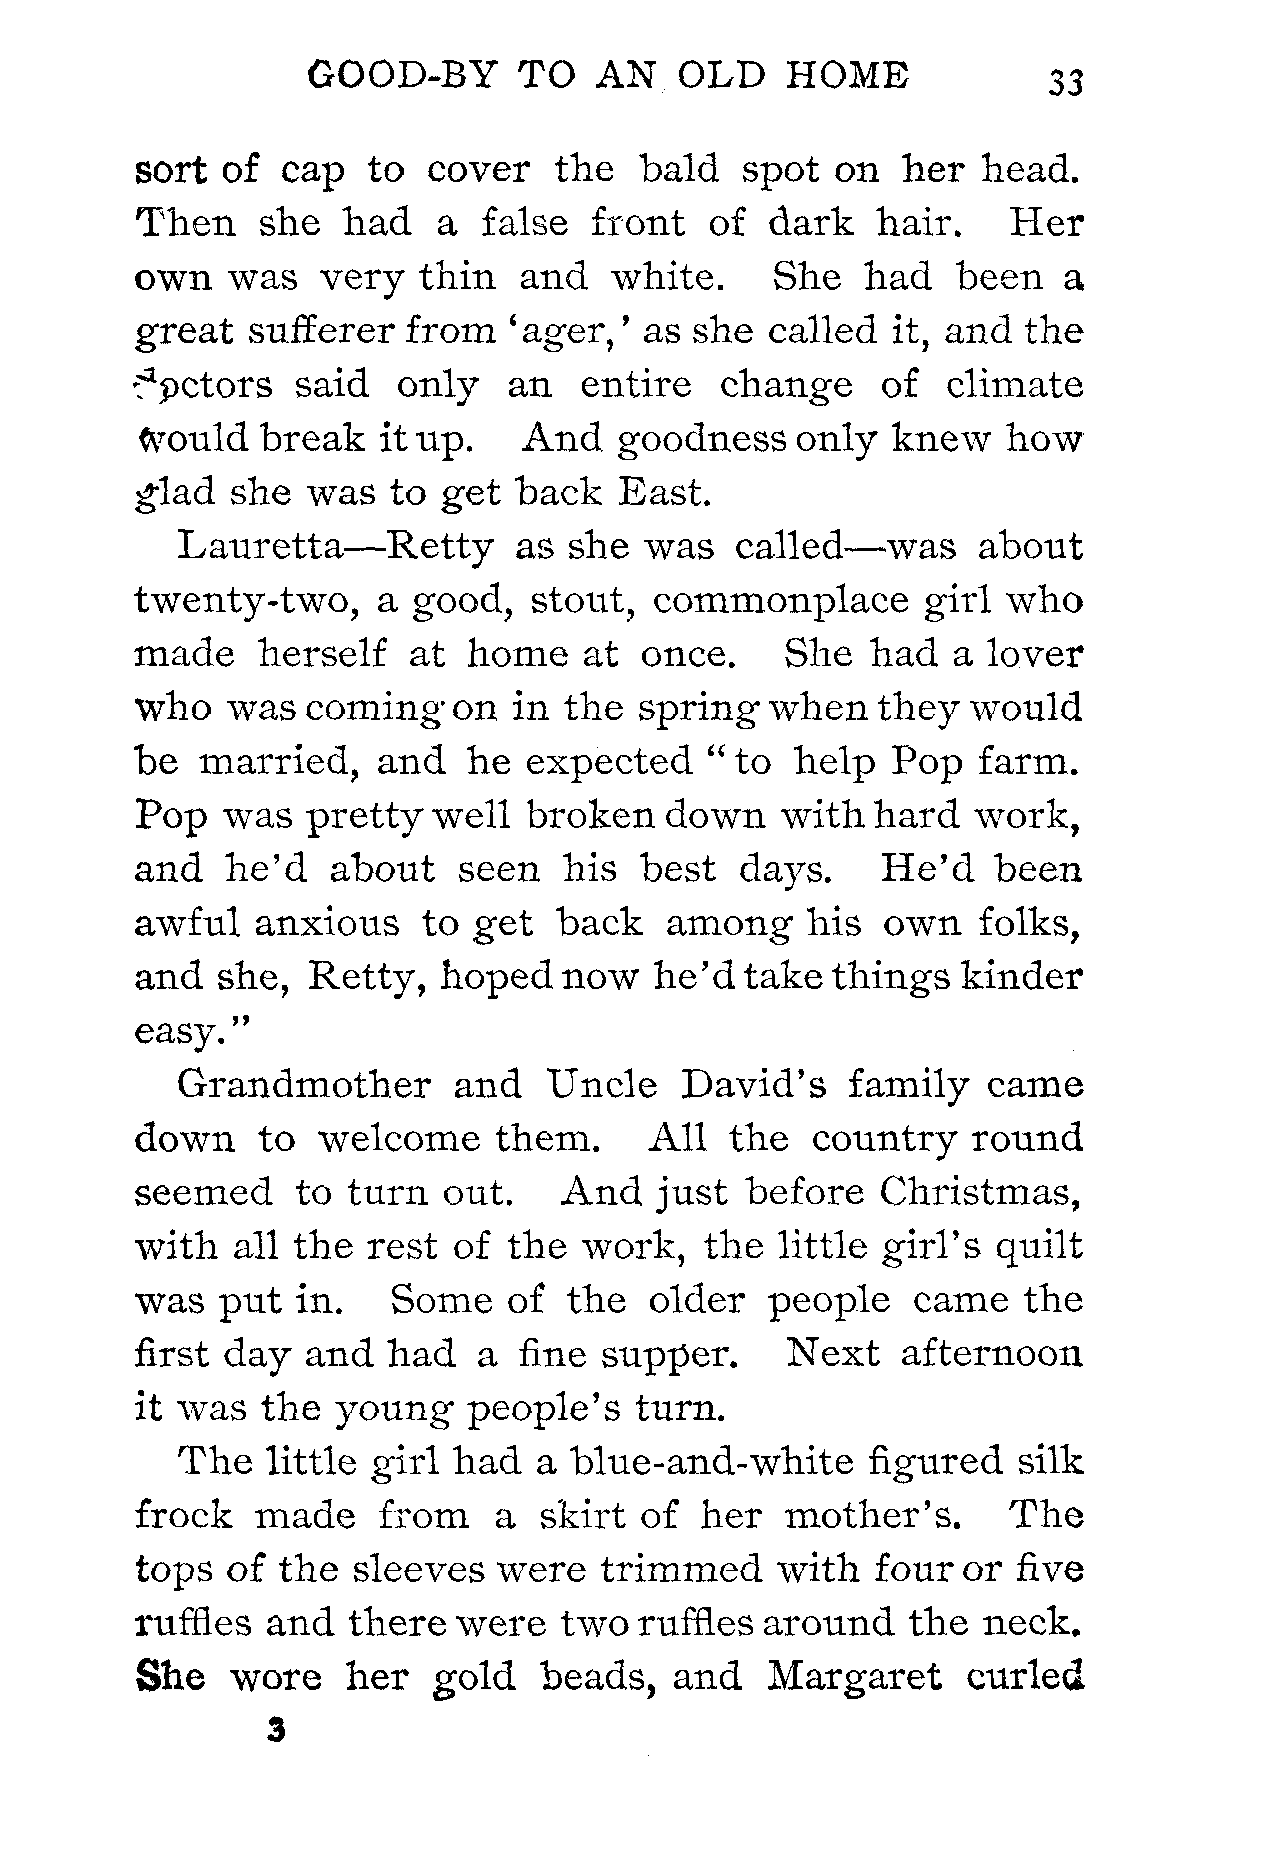 GOOD-BY TO AN OLD HOME 33
sort of cap to cover the bald spot on her head.
Then she had a false front of dark hair. Her
own was very thin and white. She had been a
great sufferer from ‘ager,’ as she called it, and the
doctors said only an entire change of climate
would break it up. And goodness only knew how
glad she was to get back East.
Lauretta—Retty as she was called—was about
twenty-two, a good, stout, commonplace girl who
made herself at home at once. She had a lover
who was coming on in the spring when they would
be married, and he expected “to help Pop farm.
Pop was pretty well broken down with hard work,
and he’d about seen his best days. He’d been
awful anxious to get back among his own folks,
and she, Retty, hoped now he’d take things kinder
easy.”
Grandmother and Uncle David’s family came
down to welcome them. All the country round
seemed to turn out. And just before Christmas,
with all the rest of the work, the little girl’s quilt
was put in. Some of the older people came the
first day and had a fine supper. Next afternoon
it was the young people’s turn.
The little girl had a blue-and-white figured silk
frock made from a skirt of her mother’s. The
tops of the sleeves were trimmed with four or five
ruffles and there were two ruffles around the neck.
She wore her gold beads, and Margaret curled
3